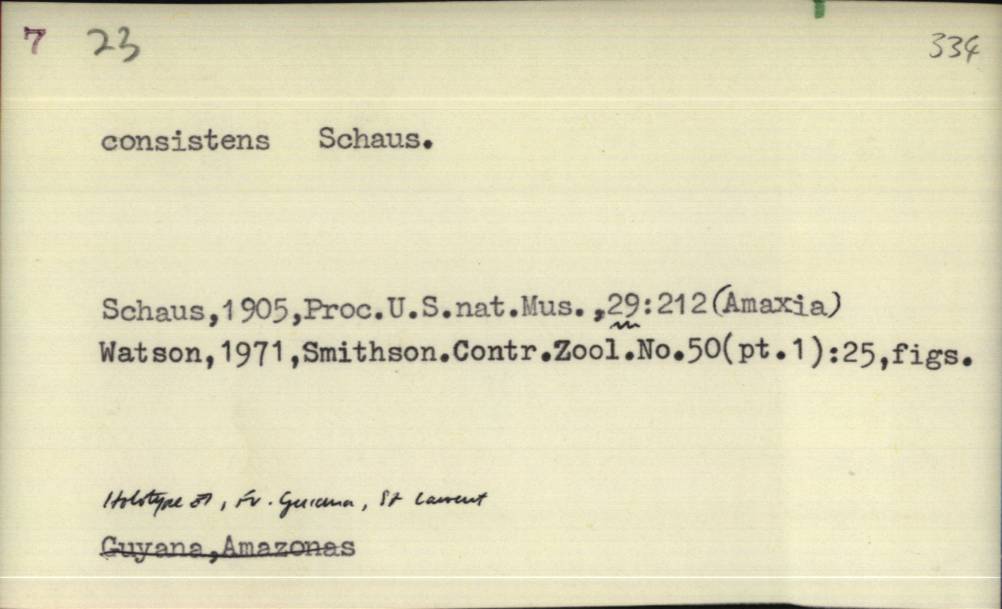 7 23 334
consistens Schaus.
Schaus,1905,Proc.U.S.nat.Mus.,29:212(Amaxia)
Watson,1971,Smithson.Contr.Zool.No.50(pt.1):25,figs.
Holotype ♂, Fr. Guiana, St Laurent
Guyana,Amazonas